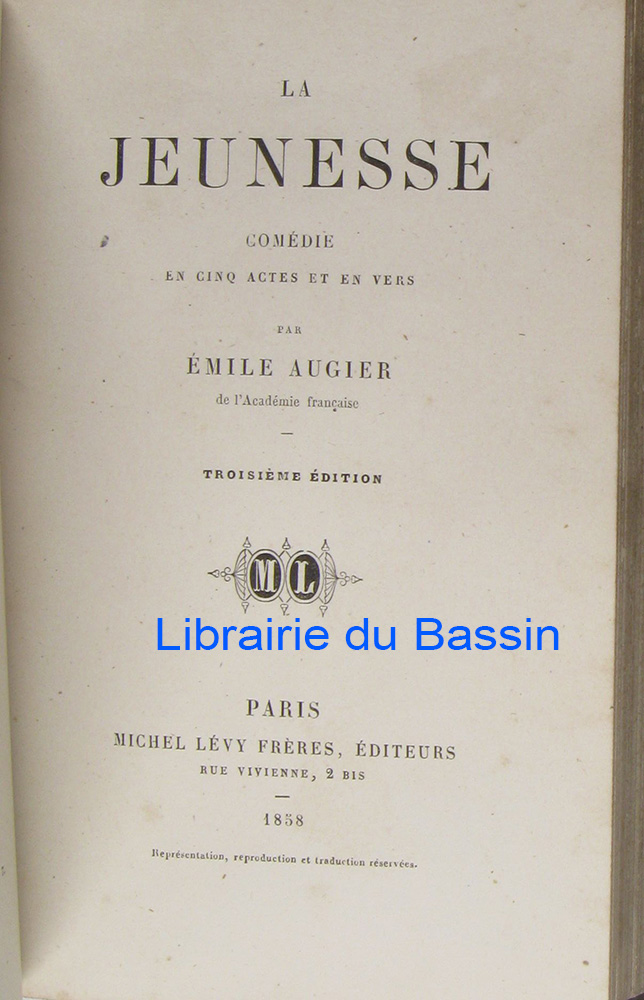 LA
JEUNESSE
COMÉDIE
EN CINQ ACTES ET EN VERS
PAR
ÉMILE AUGIER
de l'Académie française
TROISIÈME ÉDITION
ML
Librairie du Bassin
PARIS
MICHEL LÉVY FRÈRES, ÉDITEURS
RUE VIVIENNE, 2 BIS
1858
Représentation, reproduction et traduction réservées.